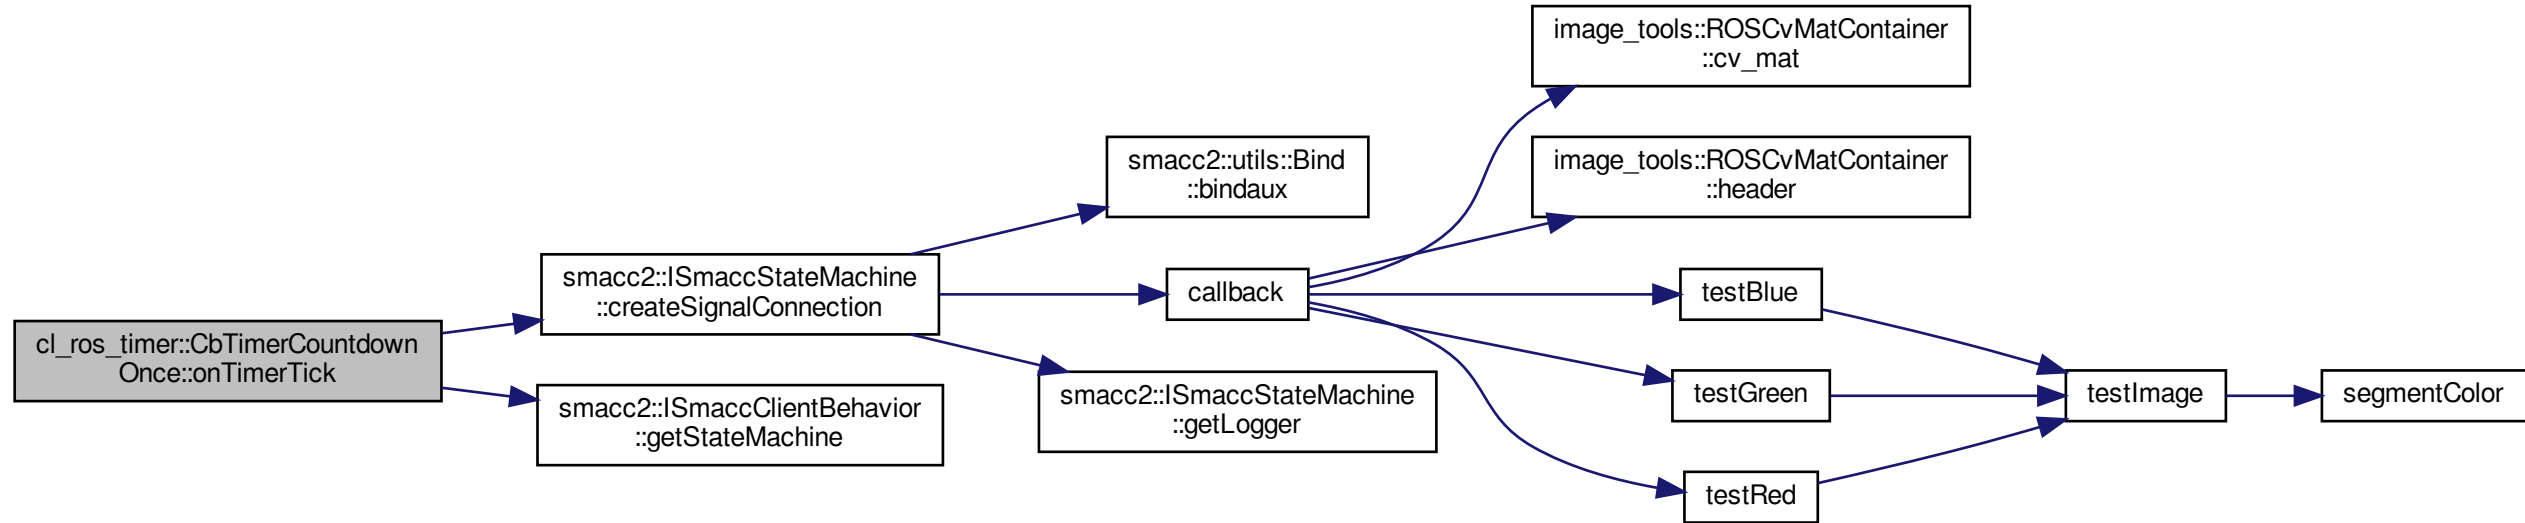 cl_ros_timer::CbTimerCountdown
Once::onTimerTick
smacc2::ISmaccStateMachine
::createSignalConnection
smacc2::ISmaccClientBehavior
::getStateMachine
smacc2::utils::Bind
::bindaux
callback
smacc2::ISmaccStateMachine
::getLogger
image_tools::ROSCvMatContainer
::cv_mat
image_tools::ROSCvMatContainer
::header
testBlue
testGreen
testRed
testImage
segmentColor